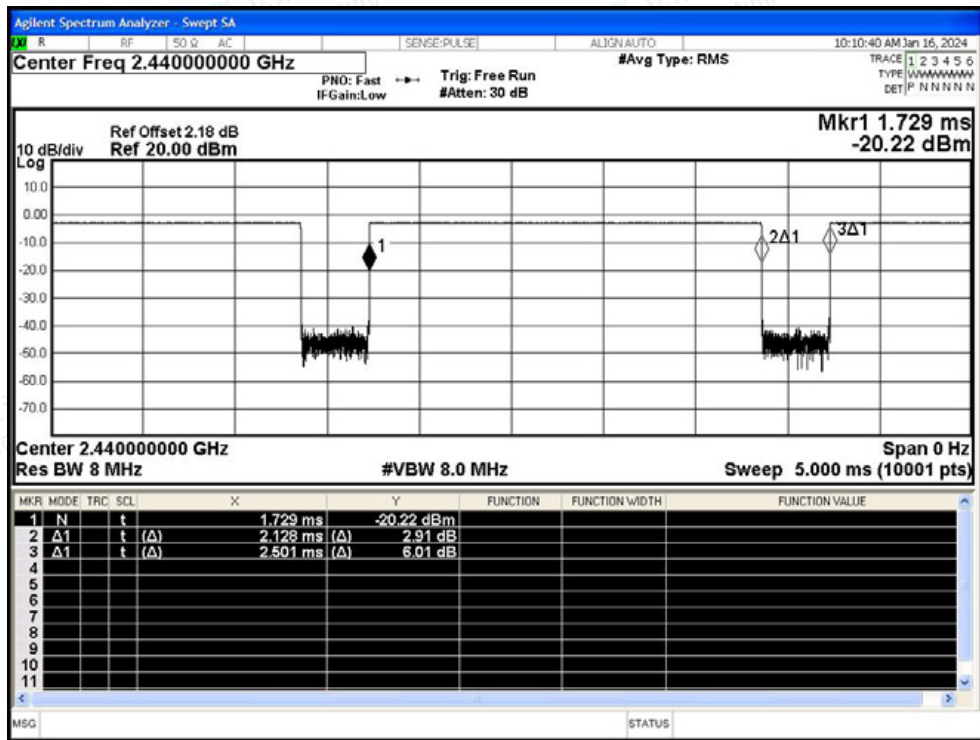 Agilent Spectrum Analyzer - Swept SA
LXI R RF 50 Ω AC SENSE:PULSE ALIGNAUTO 10:10:40 AM Jan 16, 2024
Center Freq 2.440000000 GHz
#Avg Type: RMS
TRACE 1 2 3 4 5 6
TYPE WWWWWW
DET P N N N N N
PNO: Fast Trig: Free Run
IFGain:Low #Atten: 30 dB
Mkr1 1.729 ms
-20.22 dBm
Ref Offset 2.18 dB
10 dB/div Ref 20.00 dBm
Log
10.0
0.00
-10.0
-20.0
-30.0
-40.0
-50.0
-60.0
-70.0
1
2Δ1
3Δ1
Center 2.440000000 GHz Span 0 Hz
Res BW 8 MHz #VBW 8.0 MHz Sweep 5.000 ms (10001 pts)
MKR MODE TRC SCL X Y FUNCTION FUNCTION WIDTH FUNCTION VALUE
1 N t 1.729 ms -20.22 dBm
2 Δ1 t (Δ) 2.128 ms (Δ) 2.91 dB
3 Δ1 t (Δ) 2.501 ms (Δ) 6.01 dB
4
5
6
7
8
9
10
11
MSG STATUS